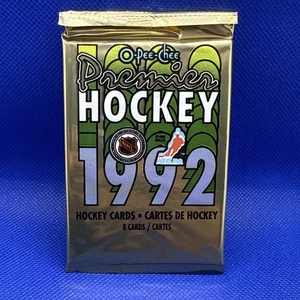 O-Pee-Chee
Premier
HOCKEY
1992
HOCKEY CARDS • CARTES DE HOCKEY
8 CARDS / CARTES